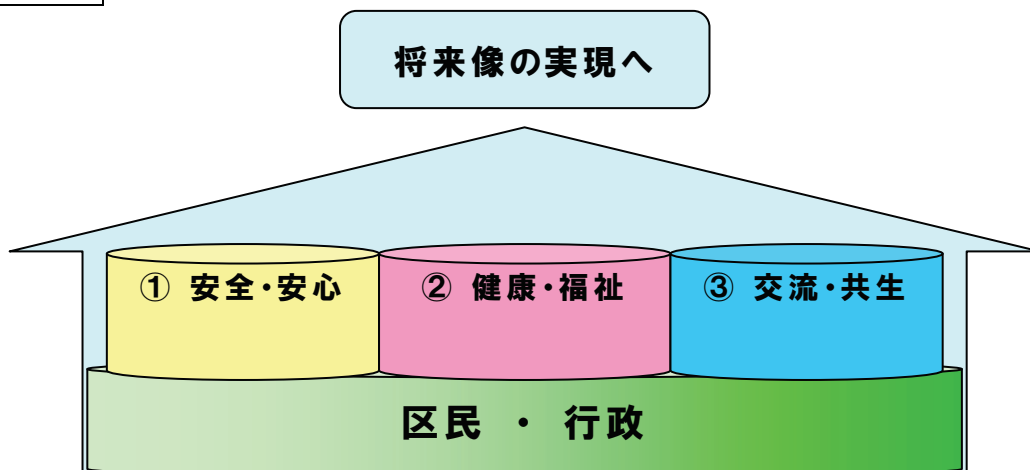 将来像の実現へ
① 安全・安心
② 健康・福祉
③ 交流・共生
区民 ・ 行政